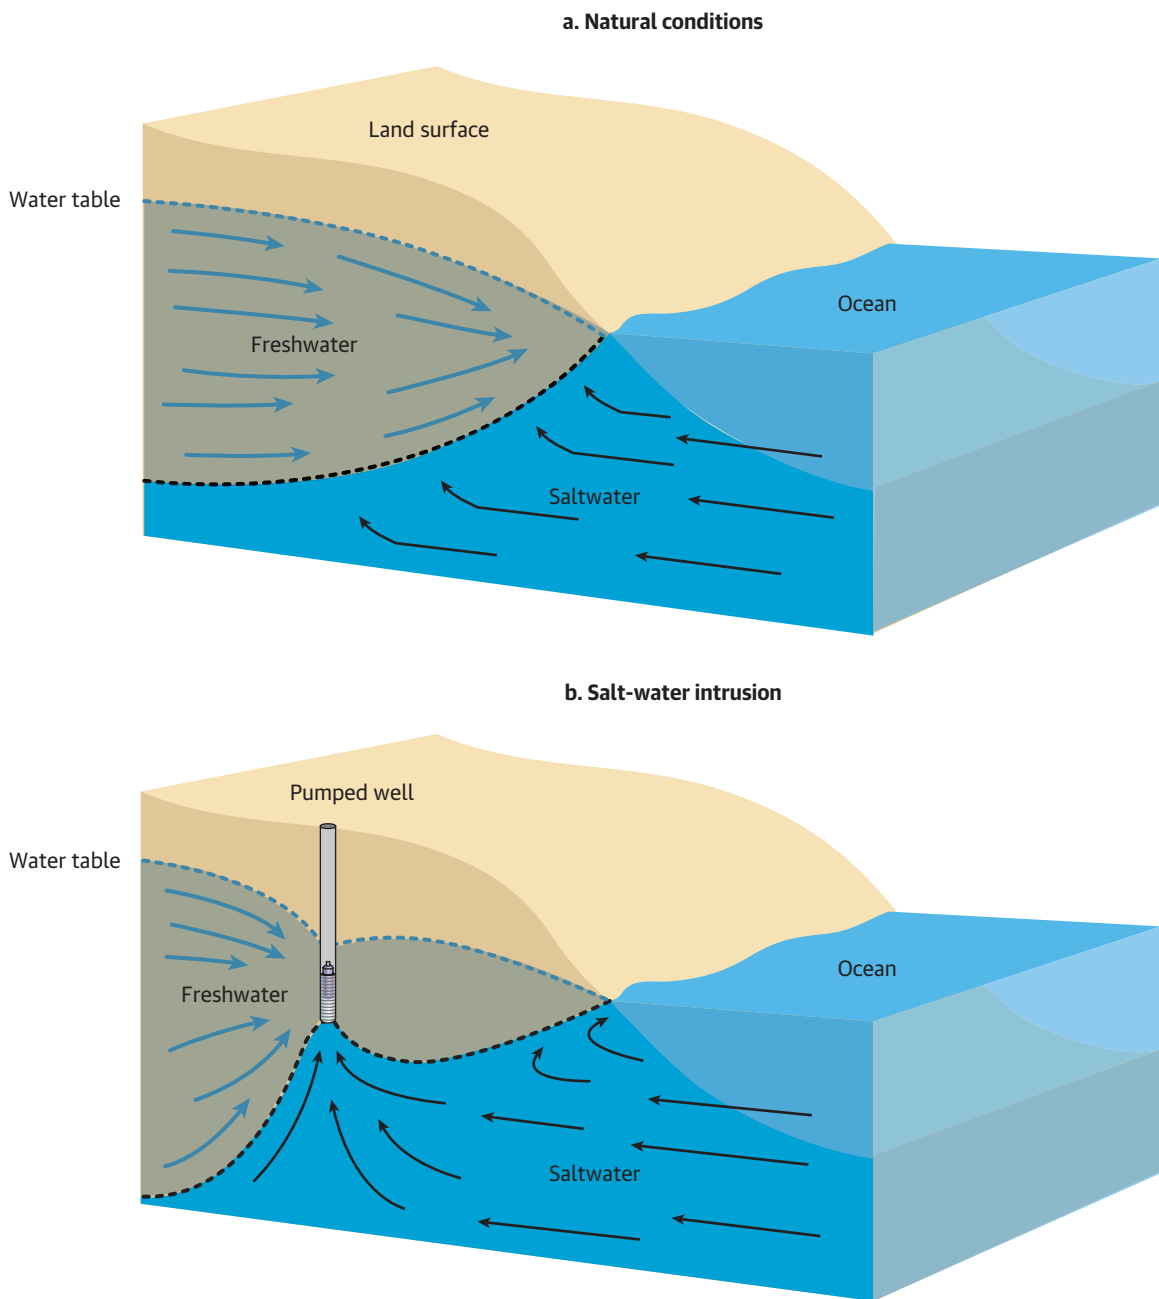 a. Natural conditions
Land surface
Water table
Ocean
Freshwater
Saltwater
b. Salt-water intrusion
Pumped well
Water table
Ocean
Freshwater
Saltwater